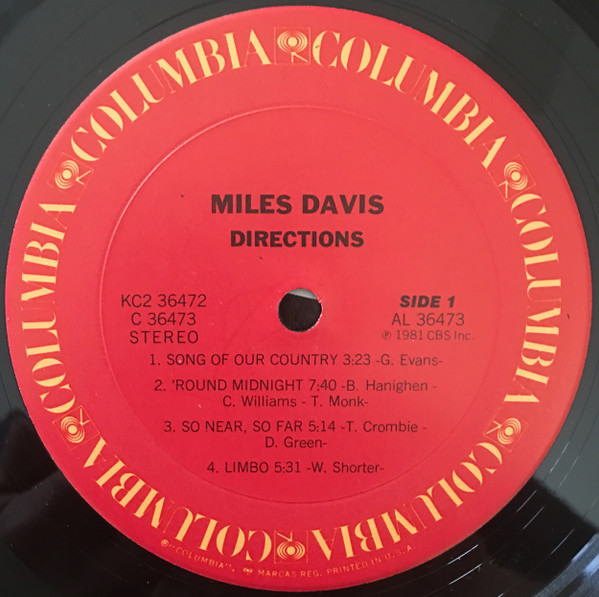 COLUMBIA COLUMBIA COLUMBIA COLUMBIA COLUMBIA COLUMBIA
MILES DAVIS
DIRECTIONS
KC2 36472
C 36473
STEREO
SIDE 1
AL 36473
℗ 1981 CBS Inc.
1. SONG OF OUR COUNTRY 3:23 -G. Evans-
2. 'ROUND MIDNIGHT 7:40 -B. Hanighen -
C. Williams - T. Monk-
3. SO NEAR, SO FAR 5:14 -T. Crombie -
D. Green-
4. LIMBO 5:31 -W. Shorter-
®"COLUMBIA", MARCAS REG. PRINTED IN U.S.A.